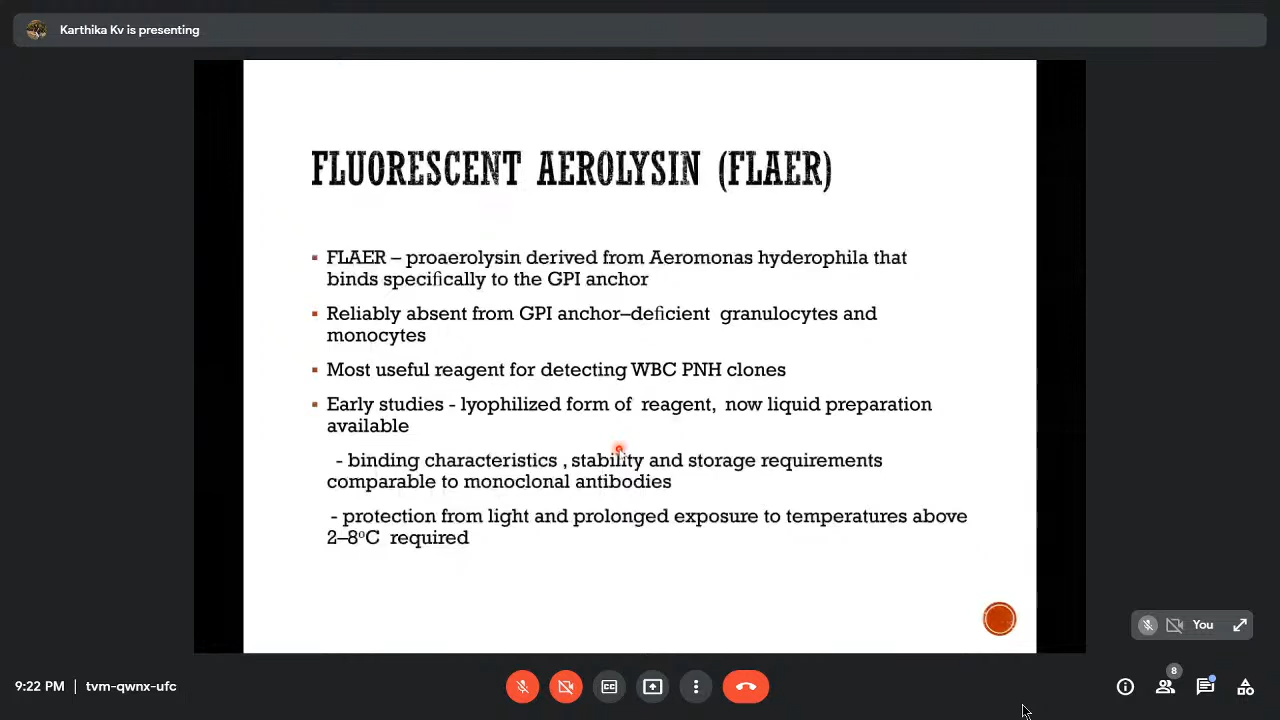 Karthika Kv is presenting
FLUORESCENT AEROLYSIN (FLAER)
▪ FLAER – proaerolysin derived from Aeromonas hyderophila that
binds specifically to the GPI anchor
▪ Reliably absent from GPI anchor–deficient granulocytes and
monocytes
▪ Most useful reagent for detecting WBC PNH clones
▪ Early studies - lyophilized form of reagent, now liquid preparation
available
- binding characteristics , stability and storage requirements
comparable to monoclonal antibodies
- protection from light and prolonged exposure to temperatures above
2–8°C required
You
9:22 PM | tvm-qwnx-ufc
CC
8